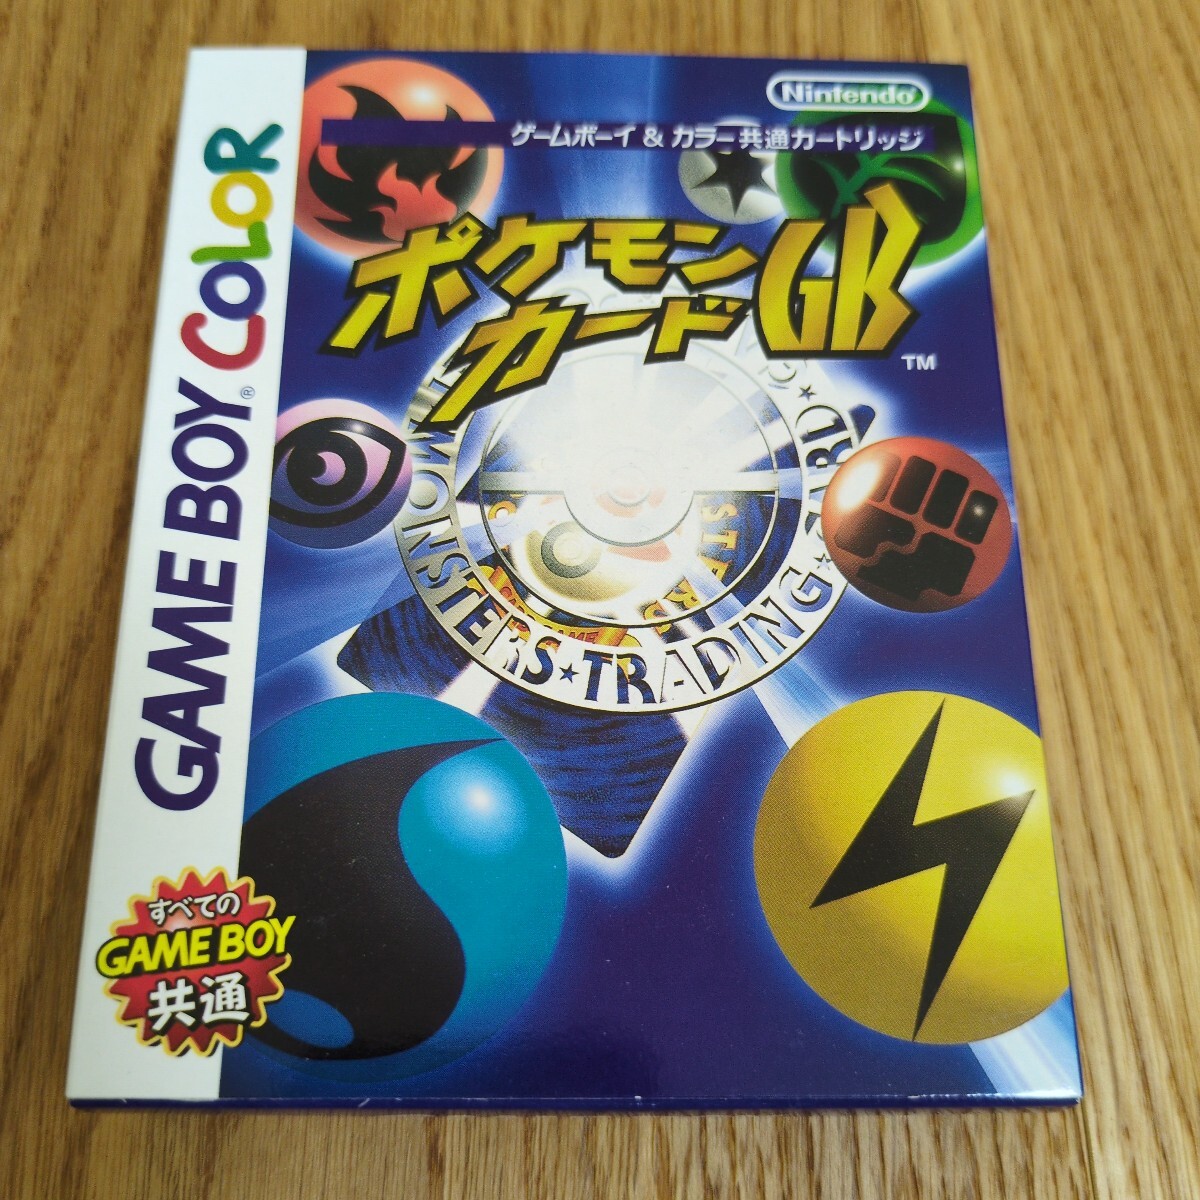 Nintendo
ゲームボーイ & カラー共通カートリッジ
ポケモン
カードGB
TM
GAME BOY COLOR
®
MONSTERS★TRADING★CARD★
STARS
GAME
すべての
GAME BOY
共通